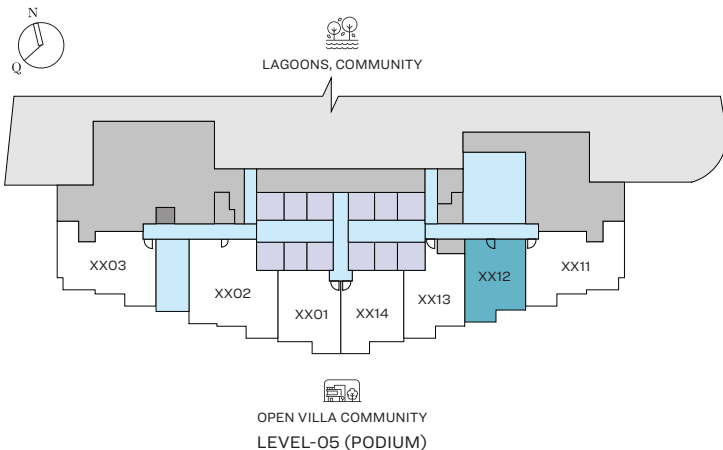 N
Q
LAGOONS, COMMUNITY
XX03
XX02
XX01
XX14
XX13
XX12
XX11
OPEN VILLA COMMUNITY
LEVEL-05 (PODIUM)